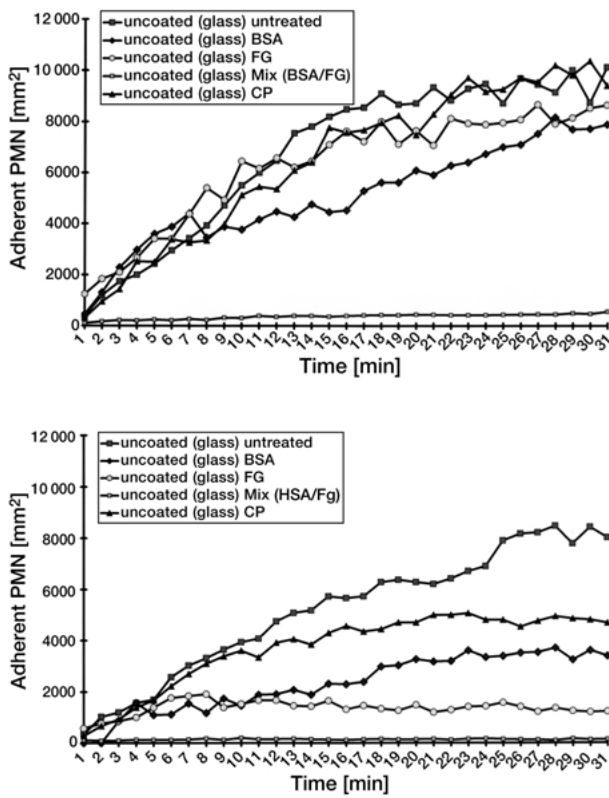 12 000
10 000
8000
6000
4000
2000
0
Adherent PMN [mm²]
uncoated (glass) untreated
uncoated (glass) BSA
uncoated (glass) FG
uncoated (glass) Mix (BSA/FG)
uncoated (glass) CP
1 2 3 4 5 6 7 8 9 10 11 12 13 14 15 16 17 18 19 20 21 22 23 24 25 26 27 28 29 30 31
Time [min]
12 000
10 000
8000
6000
4000
2000
0
Adherent PMN [mm²]
uncoated (glass) untreated
uncoated (glass) BSA
uncoated (glass) FG
uncoated (glass) Mix (HSA/Fg)
uncoated (glass) CP
1 2 3 4 5 6 7 8 9 10 11 12 13 14 15 16 17 18 19 20 21 22 23 24 25 26 27 28 29 30 31
Time [min]